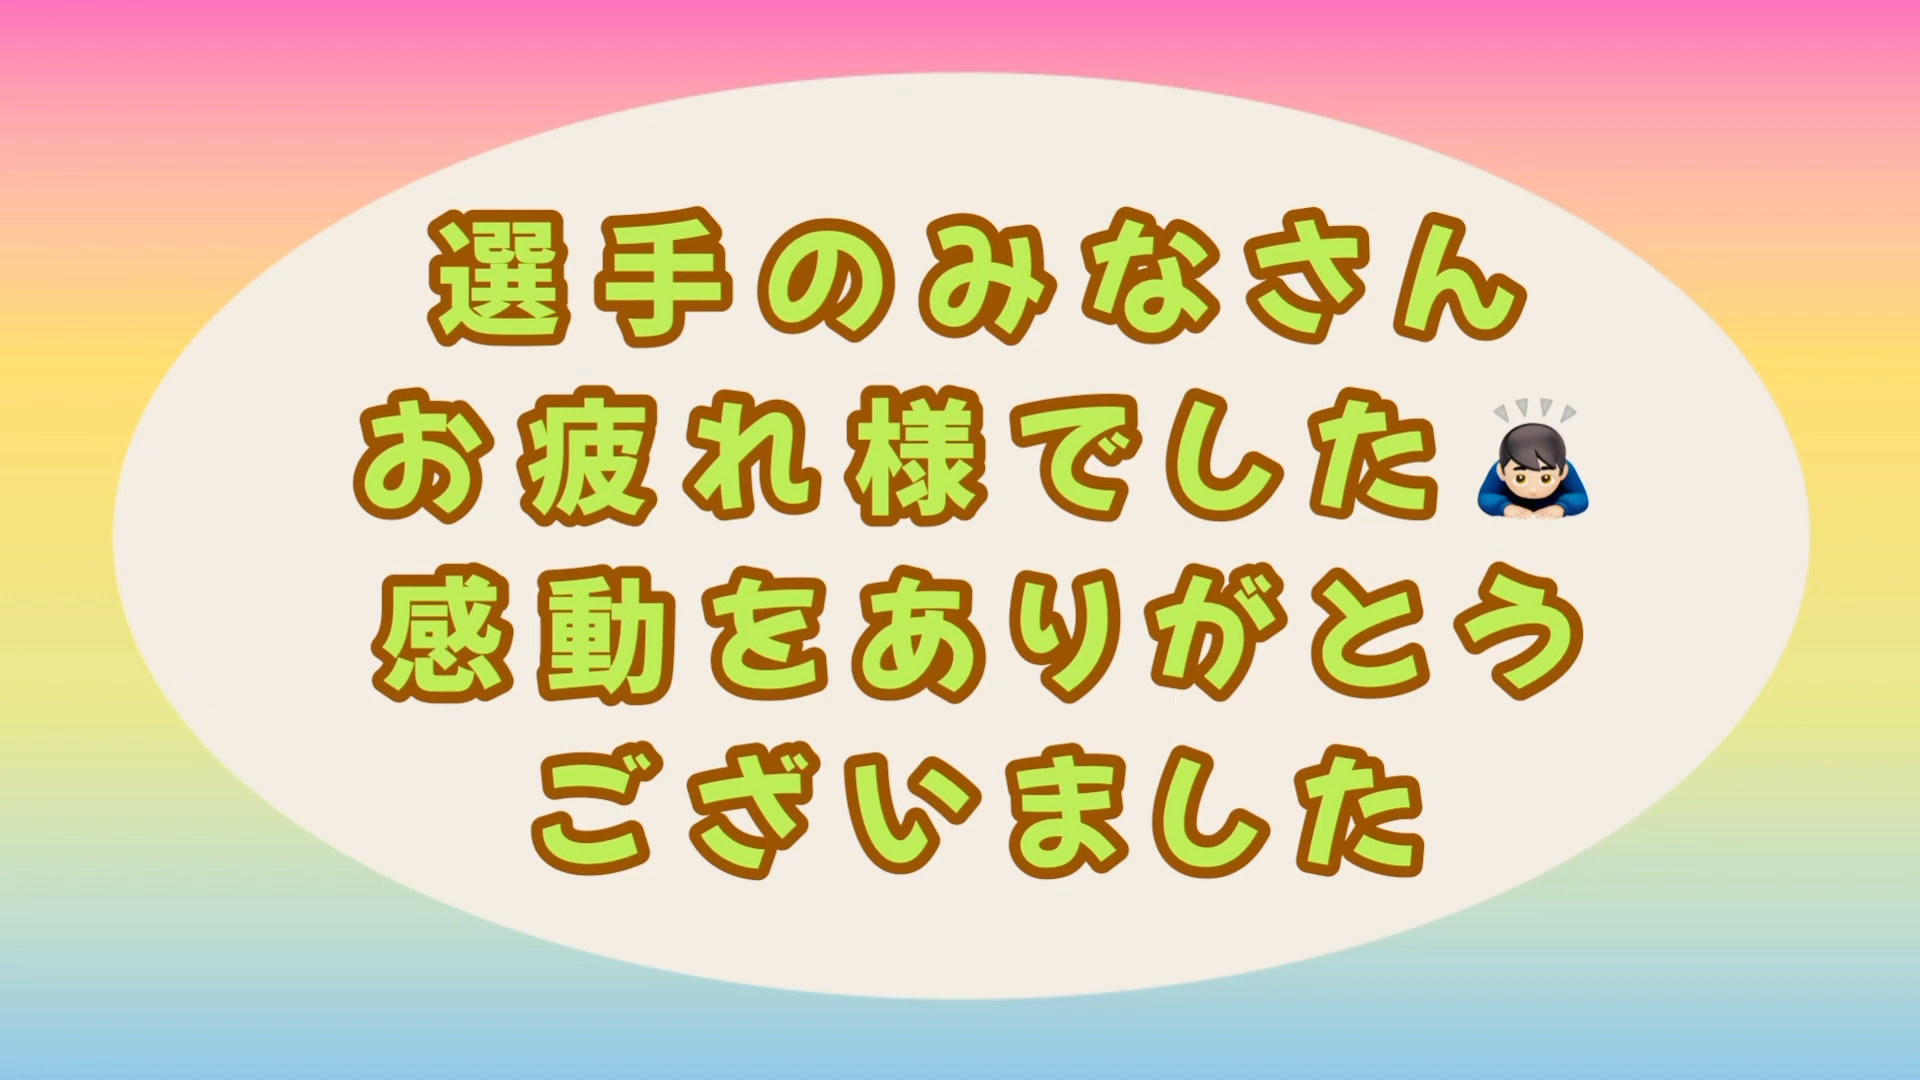 選手のみなさん
お疲れ様でした🙇🏻‍♂️
感動をありがとう
ございました